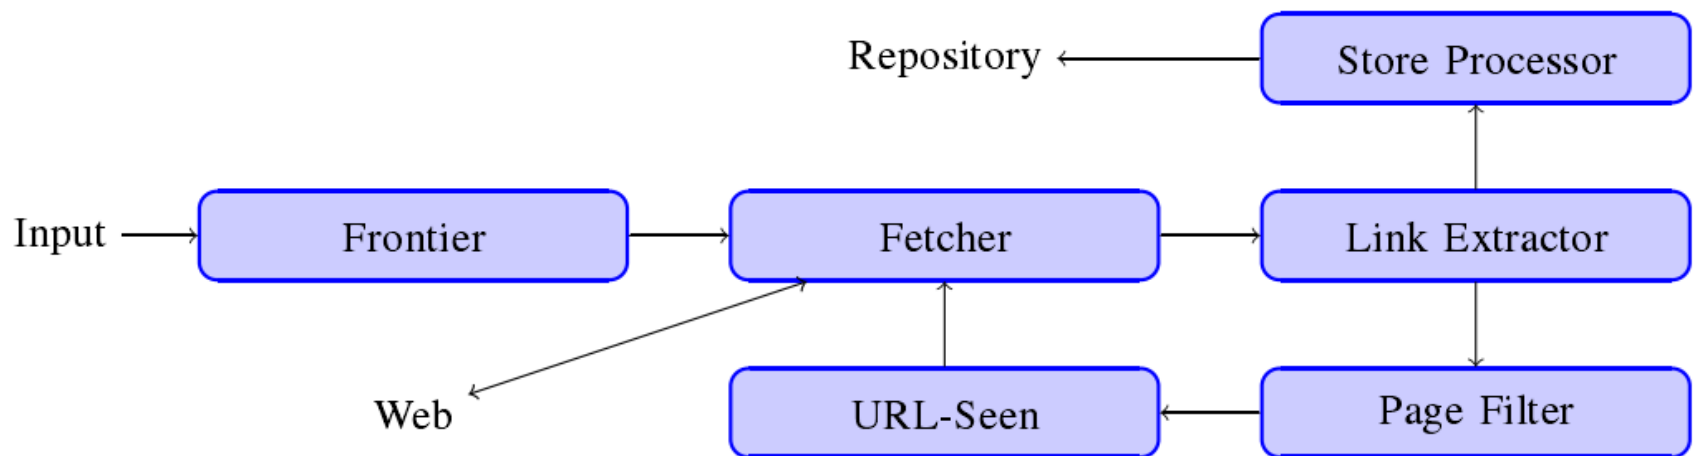 Repository
Store Processor
Input
Frontier
Fetcher
Link Extractor
Web
URL-Seen
Page Filter